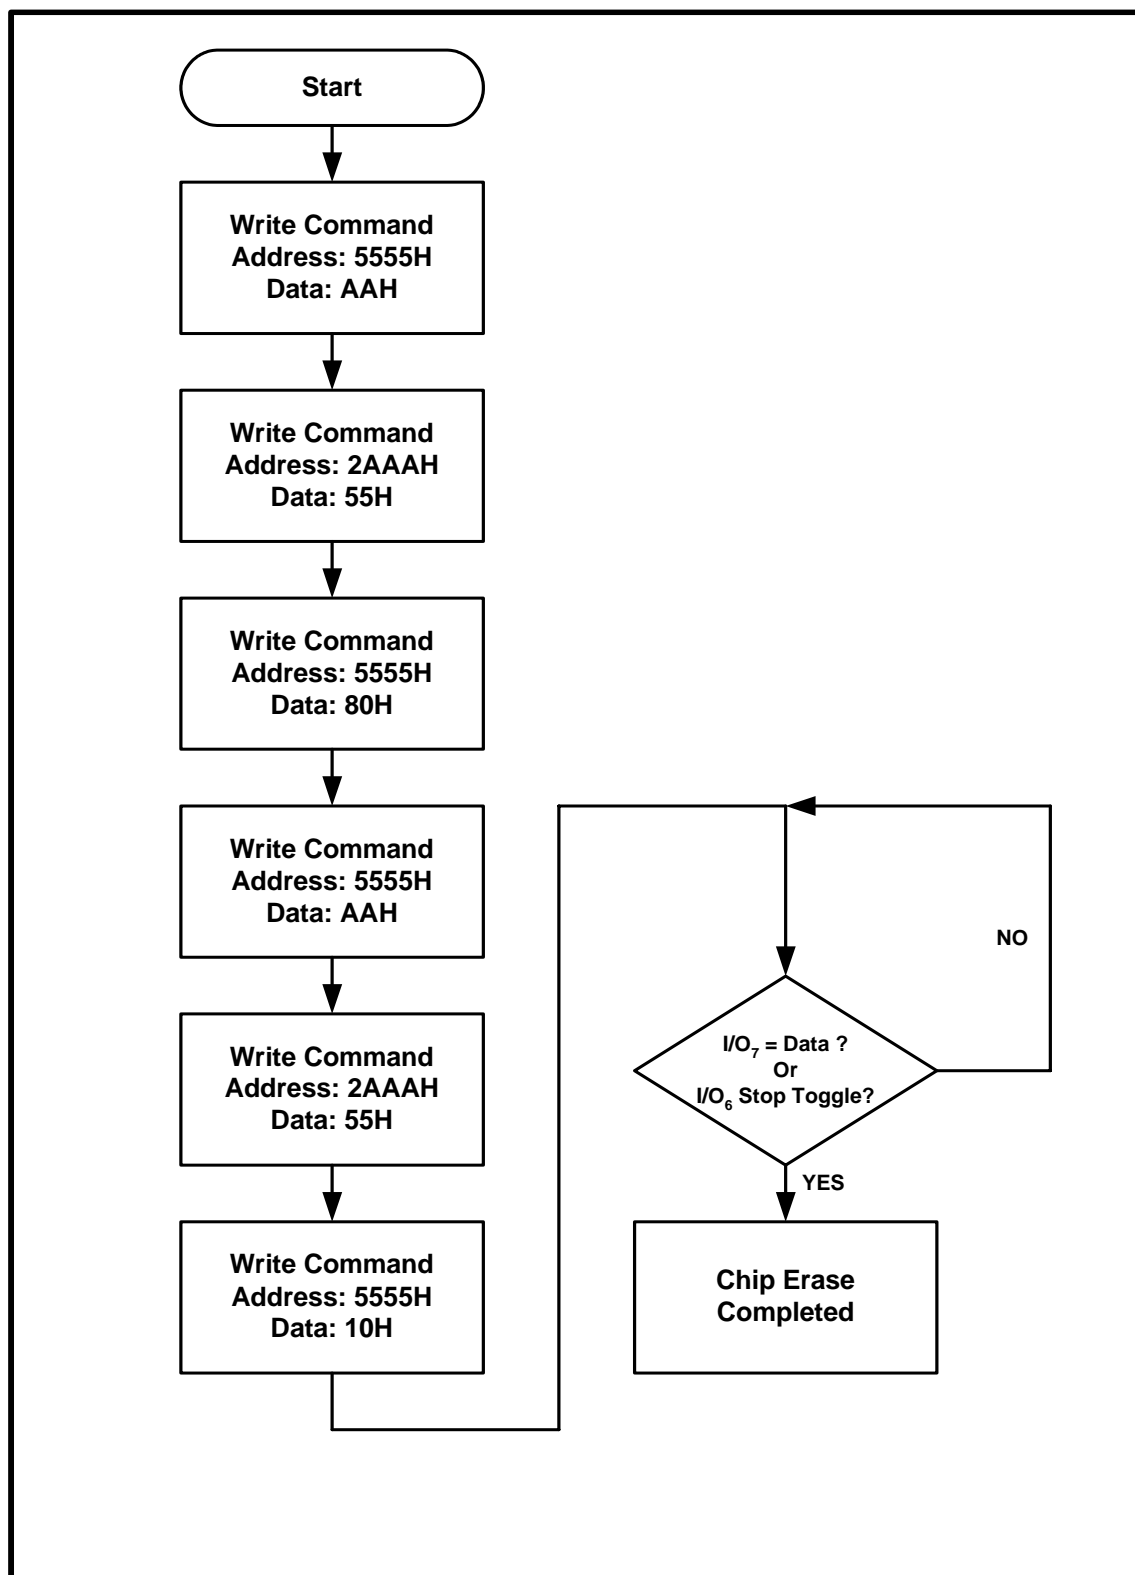 Start
Write Command
Address: 5555H
Data: AAH
Write Command
Address: 2AAAH
Data: 55H
Write Command
Address: 5555H
Data: 80H
Write Command
Address: 5555H
Data: AAH
Write Command
Address: 2AAAH
Data: 55H
Write Command
Address: 5555H
Data: 10H
NO
I/O₇ = Data ?
Or
I/O₆ Stop Toggle?
YES
Chip Erase
Completed